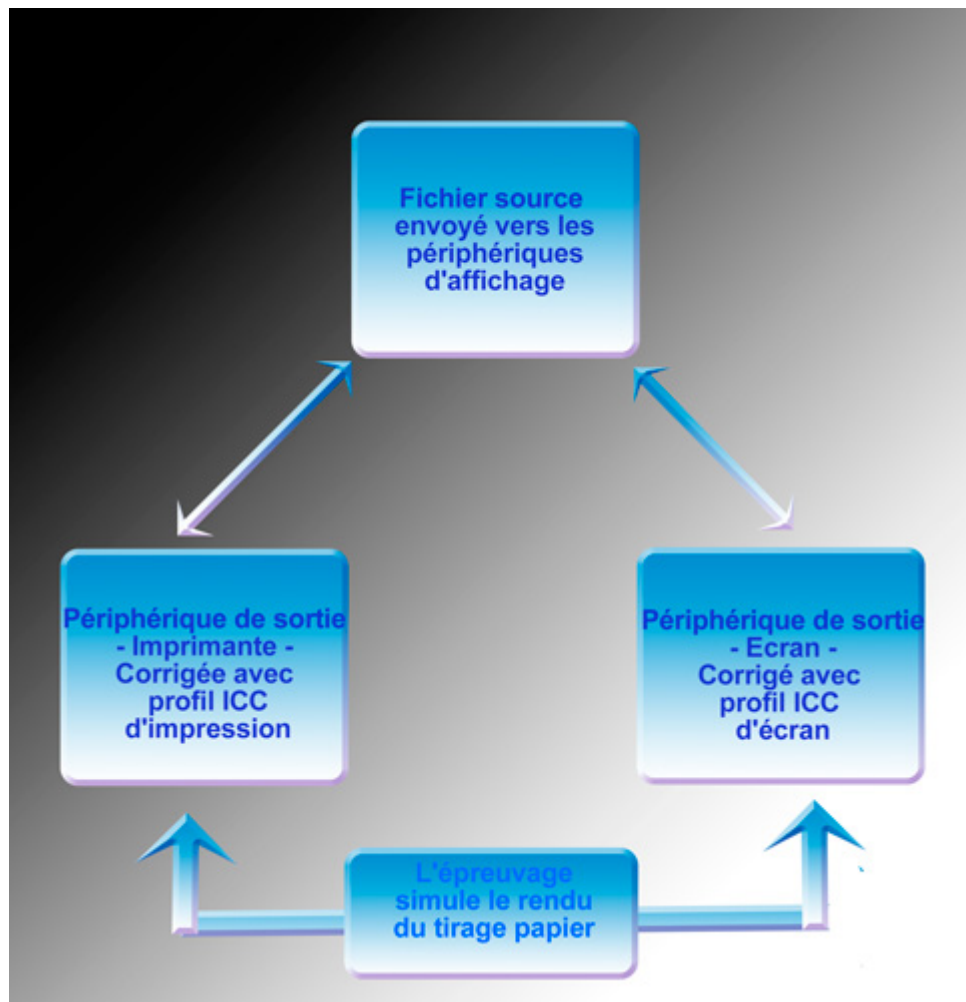 Fichier source
envoyé vers les
périphériques
d'affichage
Périphérique de sortie
- Imprimante -
Corrigée avec
profil ICC
d'impression
Périphérique de sortie
- Ecran -
Corrigé avec
profil ICC
d'écran
L'épreuvage
simule le rendu
du tirage papier